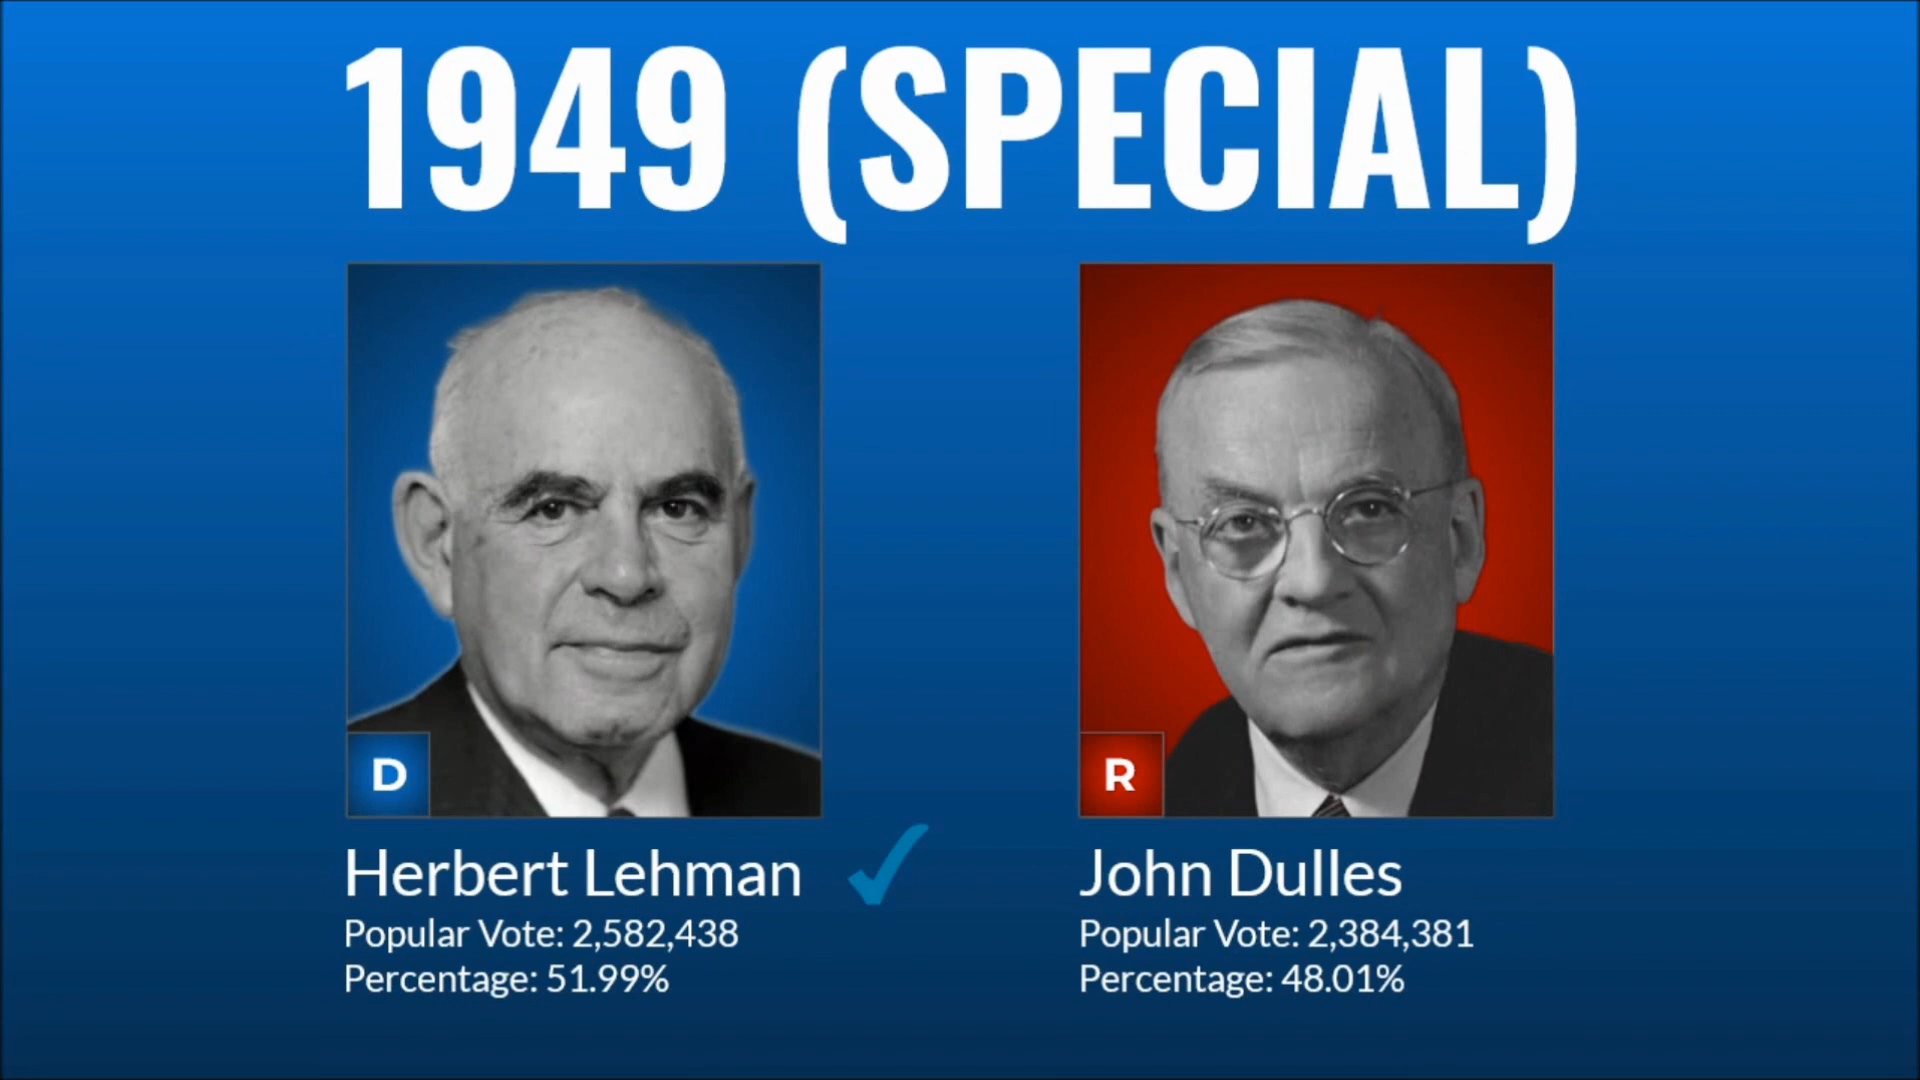 1949 (SPECIAL)
D
R
Herbert Lehman
Popular Vote: 2,582,438
Percentage: 51.99%
John Dulles
Popular Vote: 2,384,381
Percentage: 48.01%